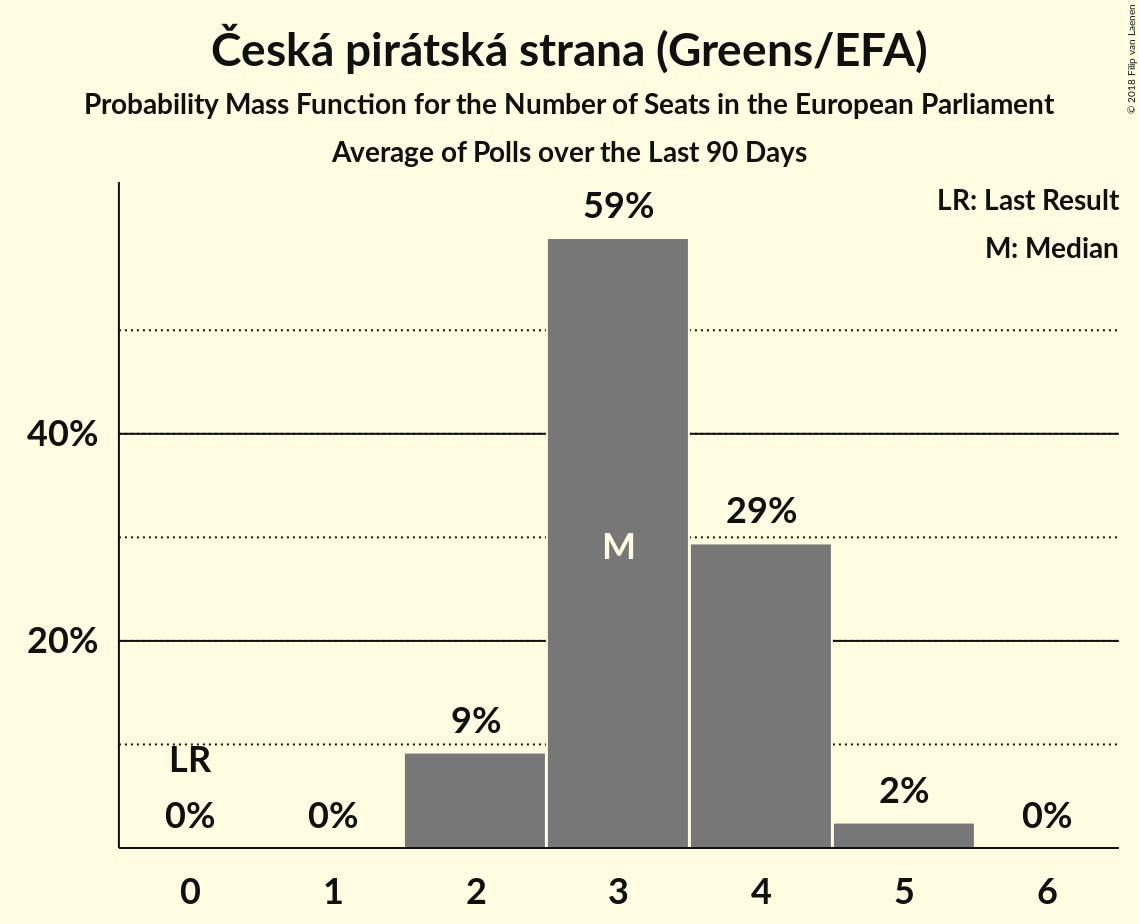 Česká pirátská strana (Greens/EFA)
Probability Mass Function for the Number of Seats in the European Parliament
Average of Polls over the Last 90 Days
© 2018 Filip van Laenen
LR: Last Result
M: Median
59%
40%
29%
M
20%
9%
LR
2%
0%
0%
0%
0 1 2 3 4 5 6